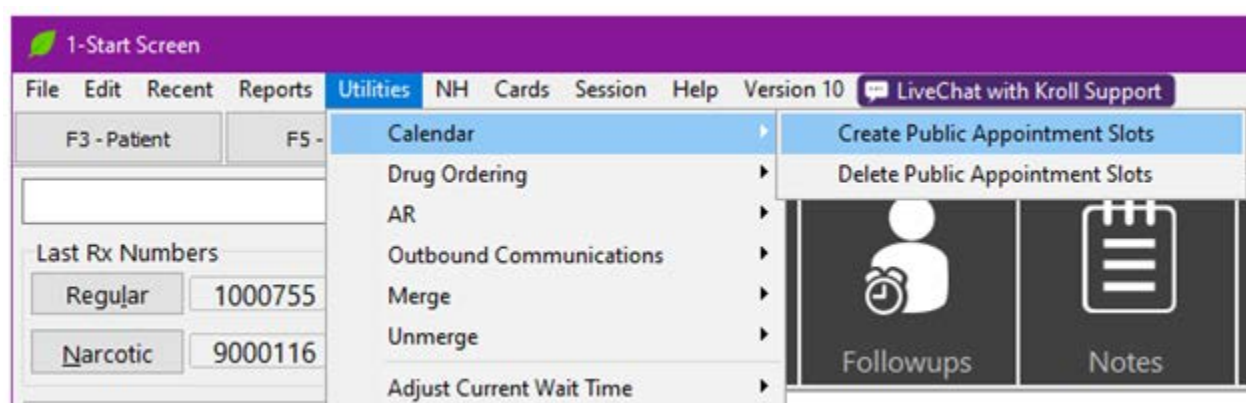 1-Start Screen
File Edit Recent Reports Utilities NH Cards Session Help Version 10 LiveChat with Kroll Support
F3 - Patient F5 - Calendar Create Public Appointment Slots
Drug Ordering Delete Public Appointment Slots
AR
Last Rx Numbers Outbound Communications
Regular 1000755 Merge
Narcotic 9000116 Unmerge
Followups Notes
Adjust Current Wait Time